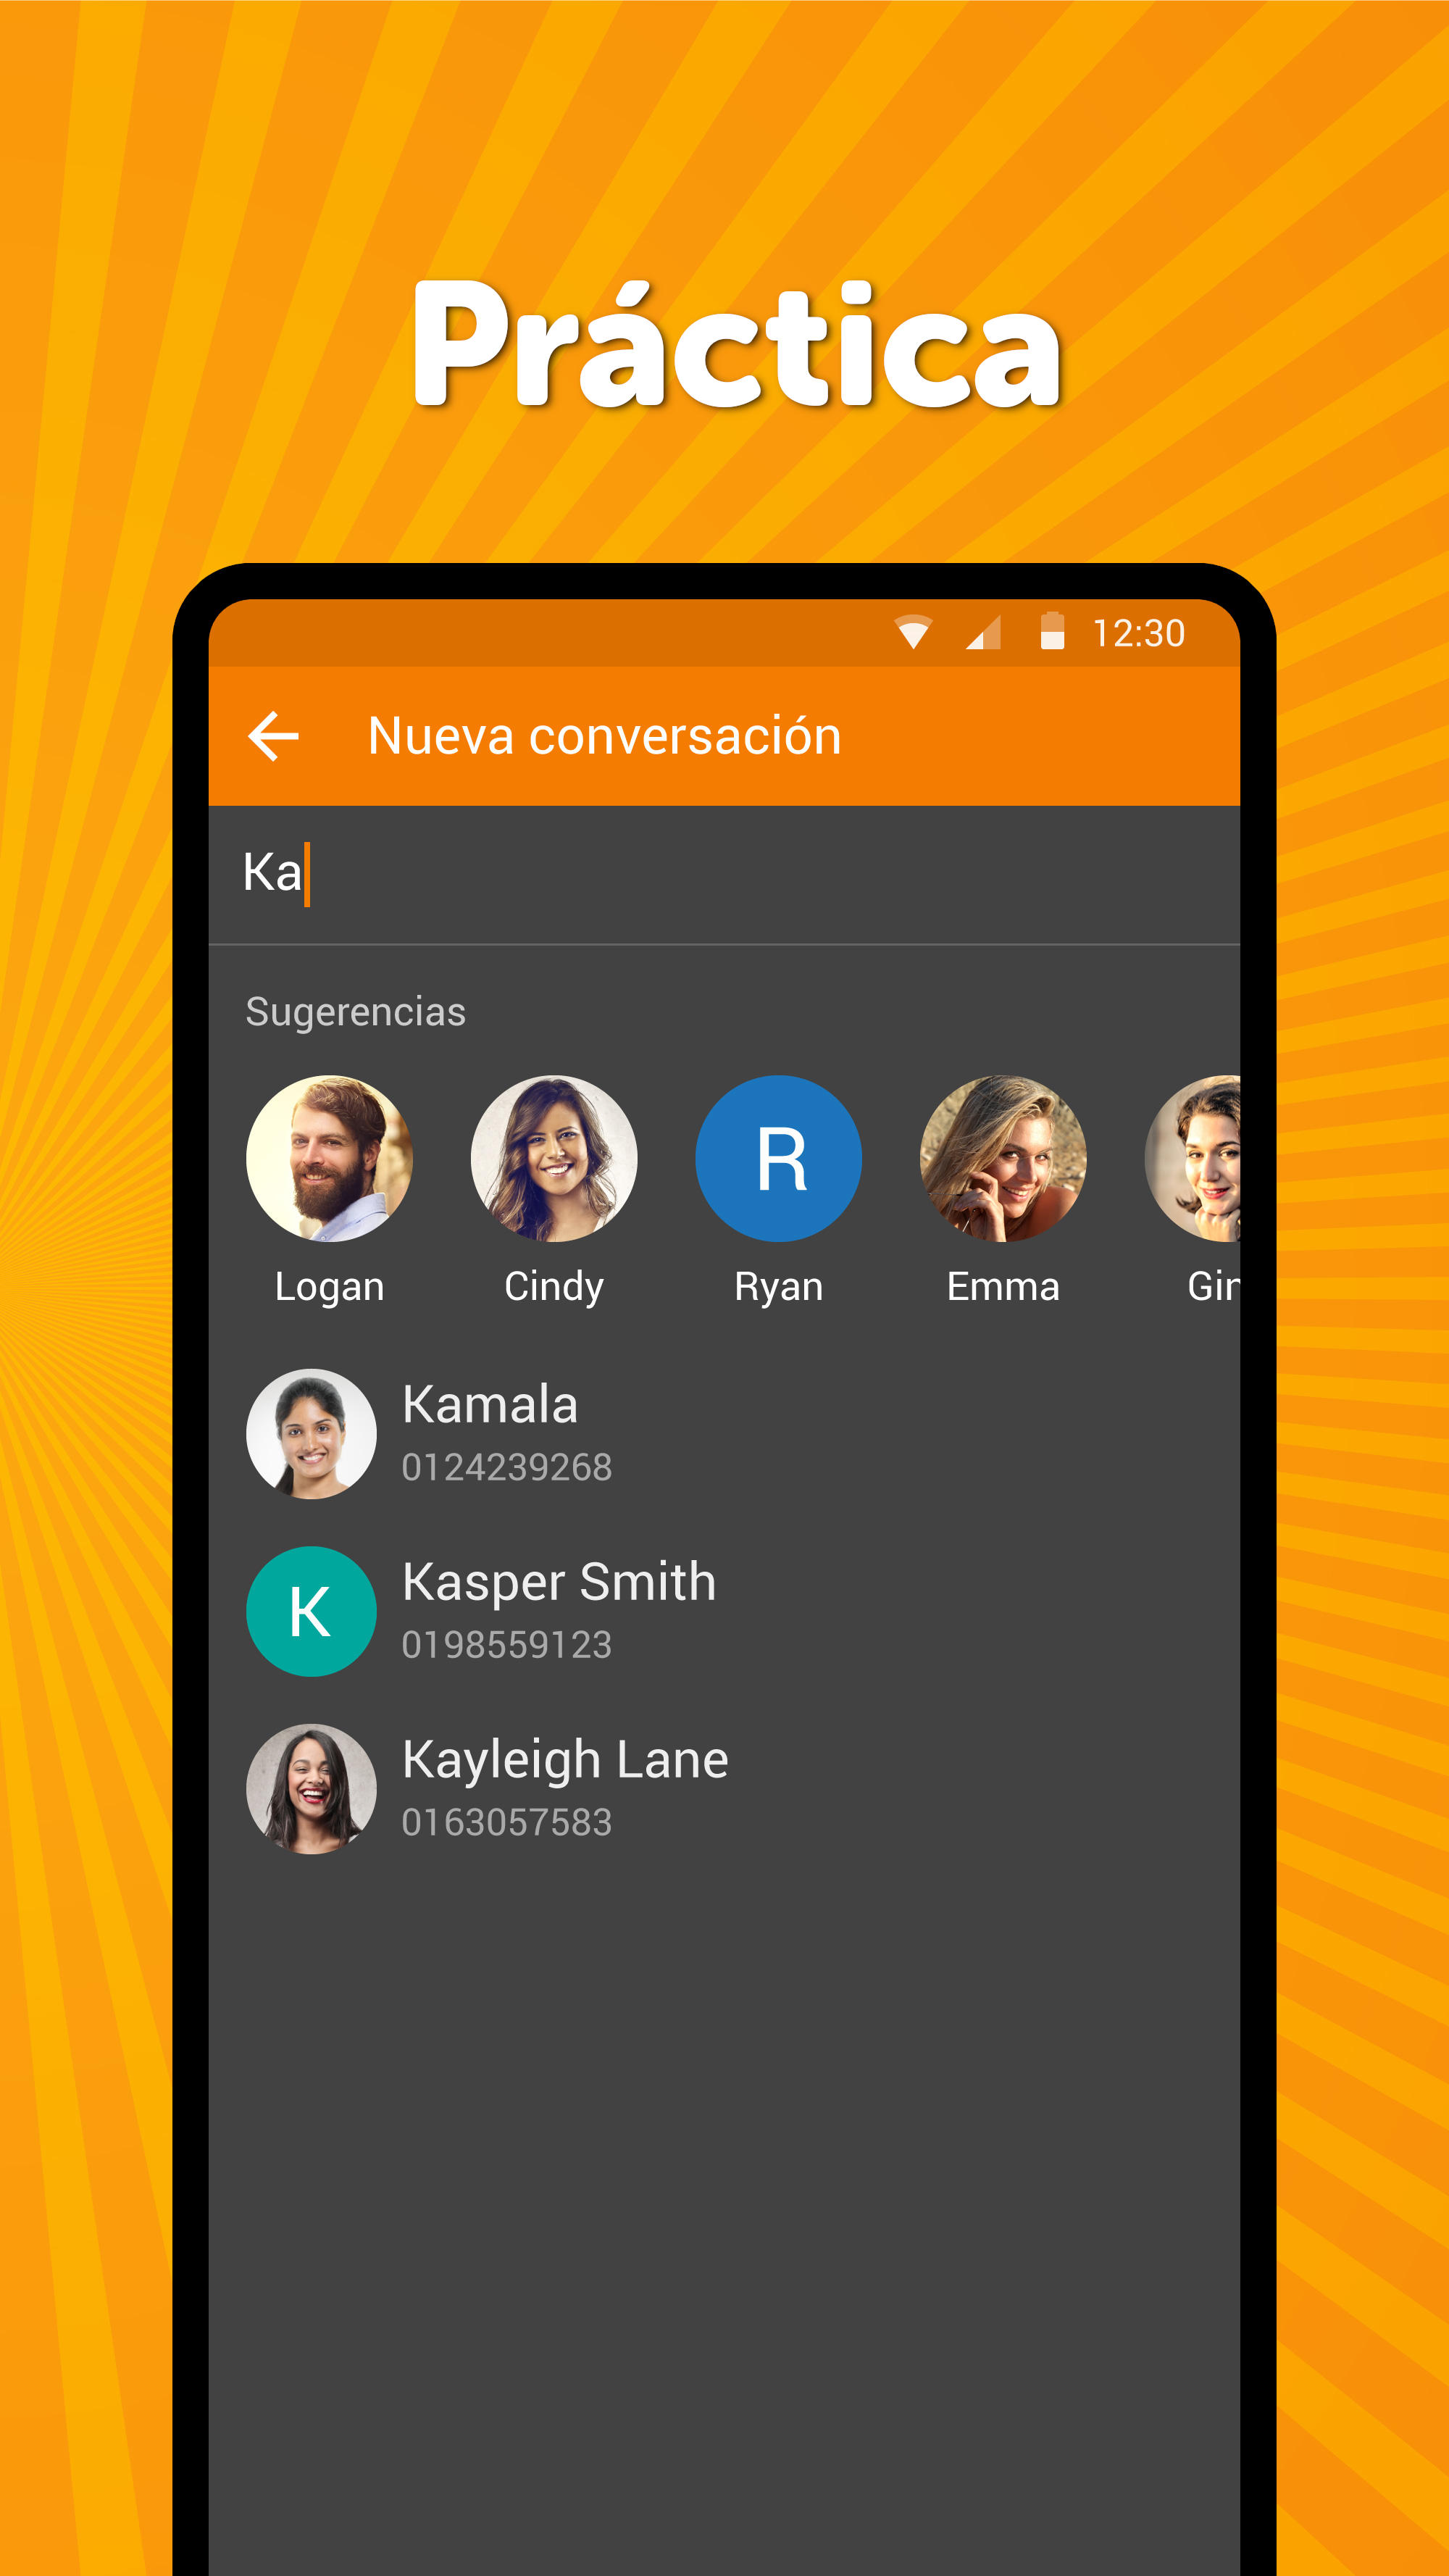 Práctica
12:30
Nueva conversación
Ka
Sugerencias
R
Logan Cindy Ryan Emma Gin
Kamala
0124239268
K
Kasper Smith
0198559123
Kayleigh Lane
0163057583